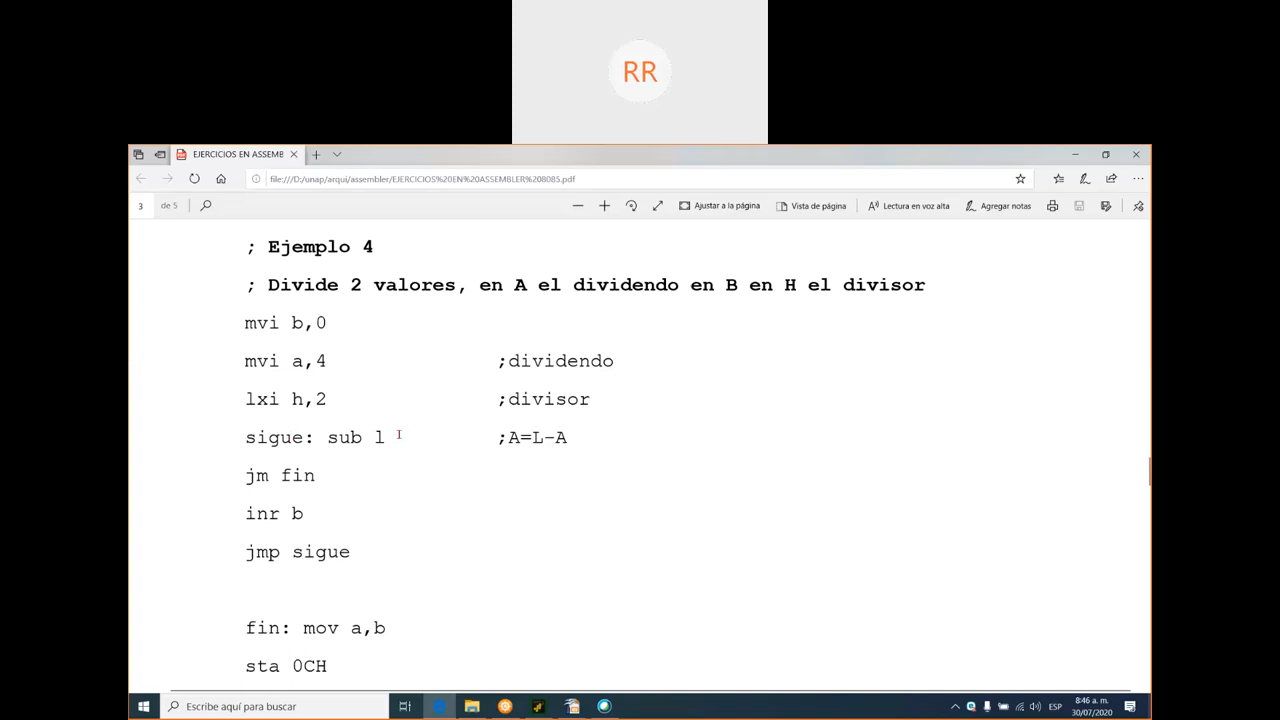 RR
EJERCICIOS EN ASSEMB
file:///D:/unap/arqui/assembler/EJERCICIOS%20EN%20ASSEMBLER%208085.pdf
3 de 5 Ajustar a la página Vista de página Lectura en voz alta Agregar notas
; Ejemplo 4
; Divide 2 valores, en A el dividendo en B en H el divisor
mvi b,0
mvi a,4 ;dividendo
lxi h,2 ;divisor
sigue: sub l ;A=L-A
jm fin
inr b
jmp sigue
fin: mov a,b
sta 0CH
Escribe aquí para buscar
ESP
8:46 a. m.
30/07/2020